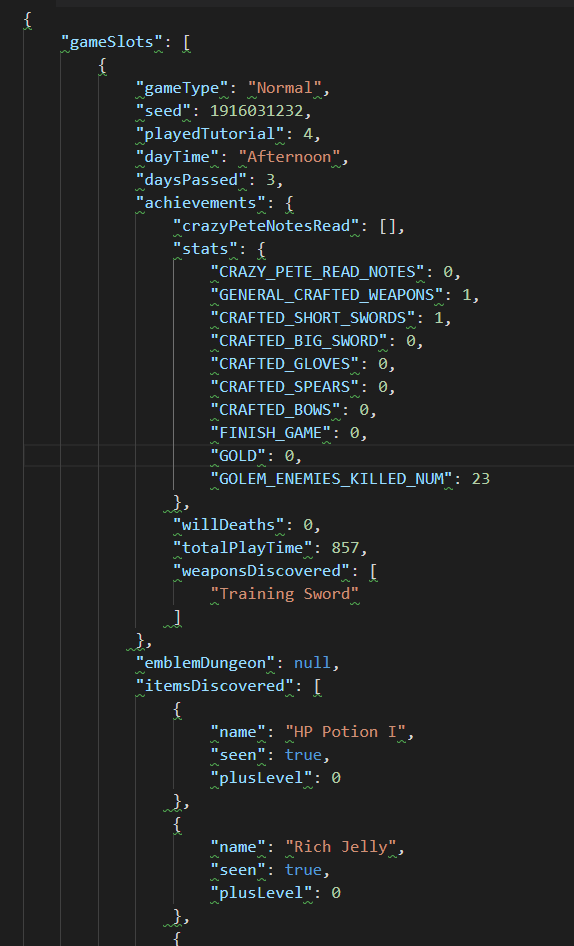 {
"gameSlots": [
{
"gameType": "Normal",
"seed": 1916031232,
"playedTutorial": 4,
"dayTime": "Afternoon",
"daysPassed": 3,
"achievements": {
"crazyPeteNotesRead": [],
"stats": {
"CRAZY_PETE_READ_NOTES": 0,
"GENERAL_CRAFTED_WEAPONS": 1,
"CRAFTED_SHORT_SWORDS": 1,
"CRAFTED_BIG_SWORD": 0,
"CRAFTED_GLOVES": 0,
"CRAFTED_SPEARS": 0,
"CRAFTED_BOWS": 0,
"FINISH_GAME": 0,
"GOLD": 0,
"GOLEM_ENEMIES_KILLED_NUM": 23
},
"willDeaths": 0,
"totalPlayTime": 857,
"weaponsDiscovered": [
"Training Sword"
]
},
"emblemDungeon": null,
"itemsDiscovered": [
{
"name": "HP Potion I",
"seen": true,
"plusLevel": 0
},
{
"name": "Rich Jelly",
"seen": true,
"plusLevel": 0
},
{